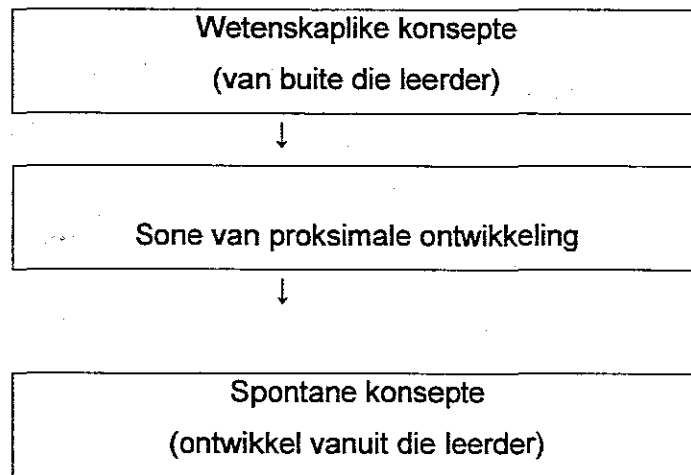 Wetenskaplike konsepte
(van buite die leerder)
↓
Sone van proksimale ontwikkeling
↓
Spontane konsepte
(ontwikkel vanuit die leerder)